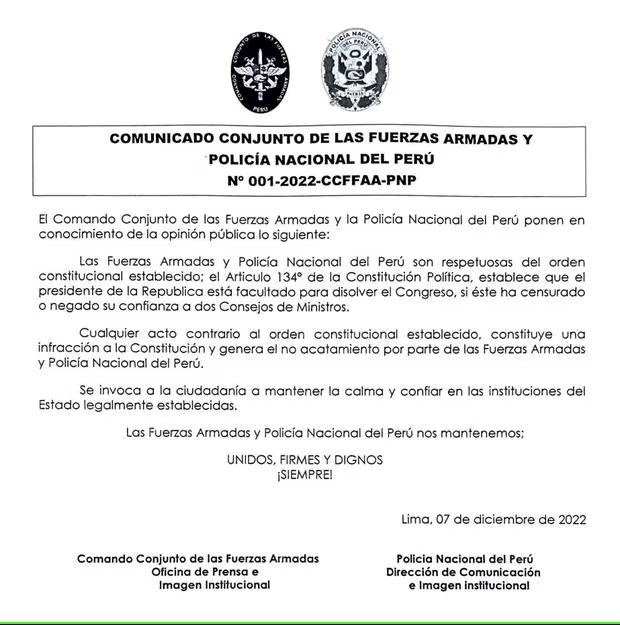 COMANDO CONJUNTO DE LAS FUERZAS ARMADAS
PERÚ
POLICÍA NACIONAL
DEL PERÚ
PATRIA
COMUNICADO CONJUNTO DE LAS FUERZAS ARMADAS Y
POLICÍA NACIONAL DEL PERÚ
Nº 001-2022-CCFFAA-PNP
El Comando Conjunto de las Fuerzas Armadas y la Policía Nacional del Perú ponen en
conocimiento de la opinión pública lo siguiente:
Las Fuerzas Armadas y Policía Nacional del Perú son respetuosas del orden
constitucional establecido; el Articulo 134º de la Constitución Política, establece que el
presidente de la Republica está facultado para disolver el Congreso, si éste ha censurado
o negado su confianza a dos Consejos de Ministros.
Cualquier acto contrario al orden constitucional establecido, constituye una
infracción a la Constitución y genera el no acatamiento por parte de las Fuerzas Armadas
y Policía Nacional del Perú.
Se invoca a la ciudadanía a mantener la calma y confiar en las instituciones del
Estado legalmente establecidas.
Las Fuerzas Armadas y Policía Nacional del Perú nos mantenemos;
UNIDOS, FIRMES Y DIGNOS
¡SIEMPRE!
Lima, 07 de diciembre de 2022
Comando Conjunto de las Fuerzas Armadas
Oficina de Prensa e
Imagen Institucional
Policia Nacional del Perú
Dirección de Comunicación
e Imagen institucional